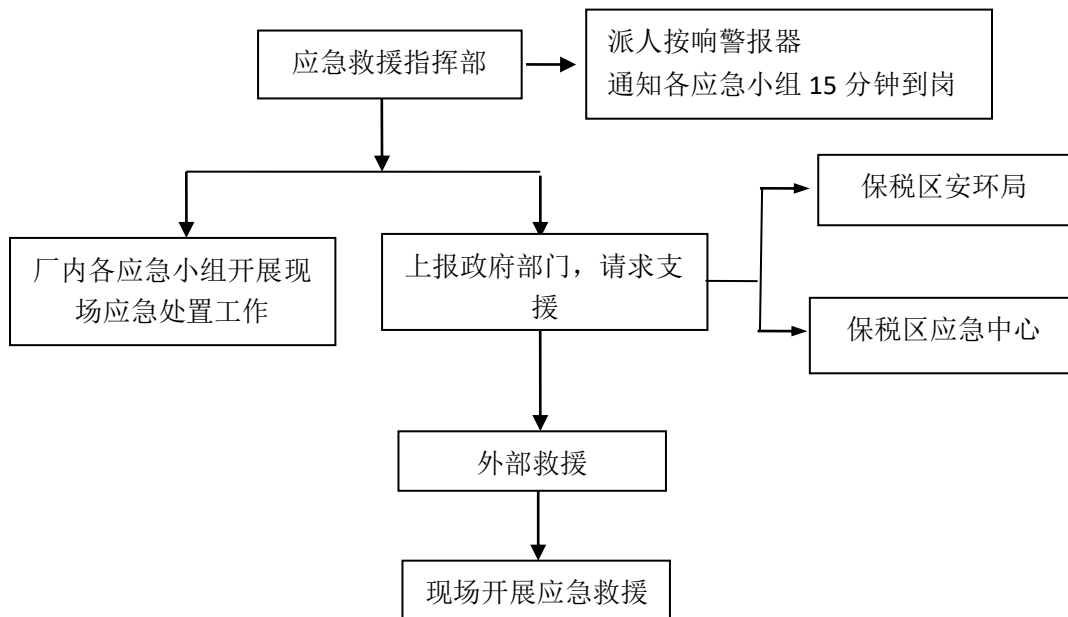 应急救援指挥部
派人按响警报器
通知各应急小组 15 分钟到岗
保税区安环局
厂内各应急小组开展现
场应急处置工作
上报政府部门，请求支
援
保税区应急中心
外部救援
现场开展应急救援